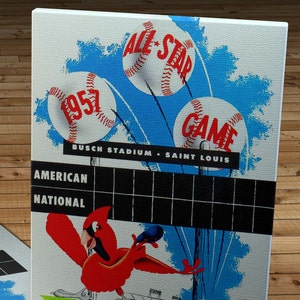 1957
ALL★STAR
GAME
BUSCH STADIUM • SAINT LOUIS
AMERICAN
NATIONAL